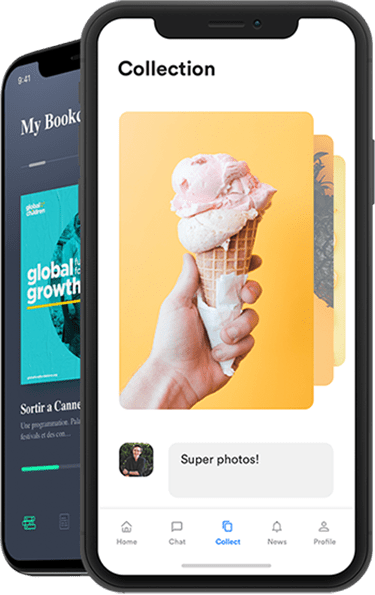 9:41
My Bookc
global
children
global
growth
Sortir a Canne
Une programmation. Pala
festivals et des con...
Collection
Super photos!
Home
Chat
Collect
News
Profile